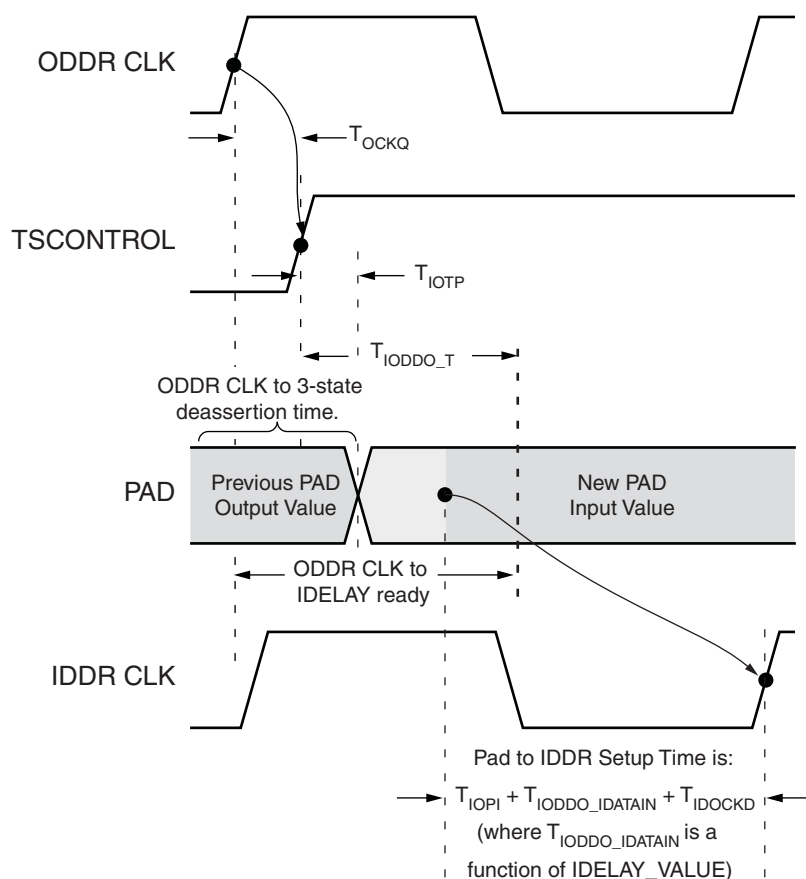 ODDR CLK
T_OCKQ
TSCONTROL
T_IOTP
T_IODDO_T
ODDR CLK to 3-state
deassertion time.
PAD
Previous PAD
Output Value
New PAD
Input Value
ODDR CLK to
IDELAY ready
IDDR CLK
Pad to IDDR Setup Time is:
T_IOPI + T_IODDO_IDATAIN + T_IDOCKD
(where T_IODDO_IDATAIN is a
function of IDELAY_VALUE)